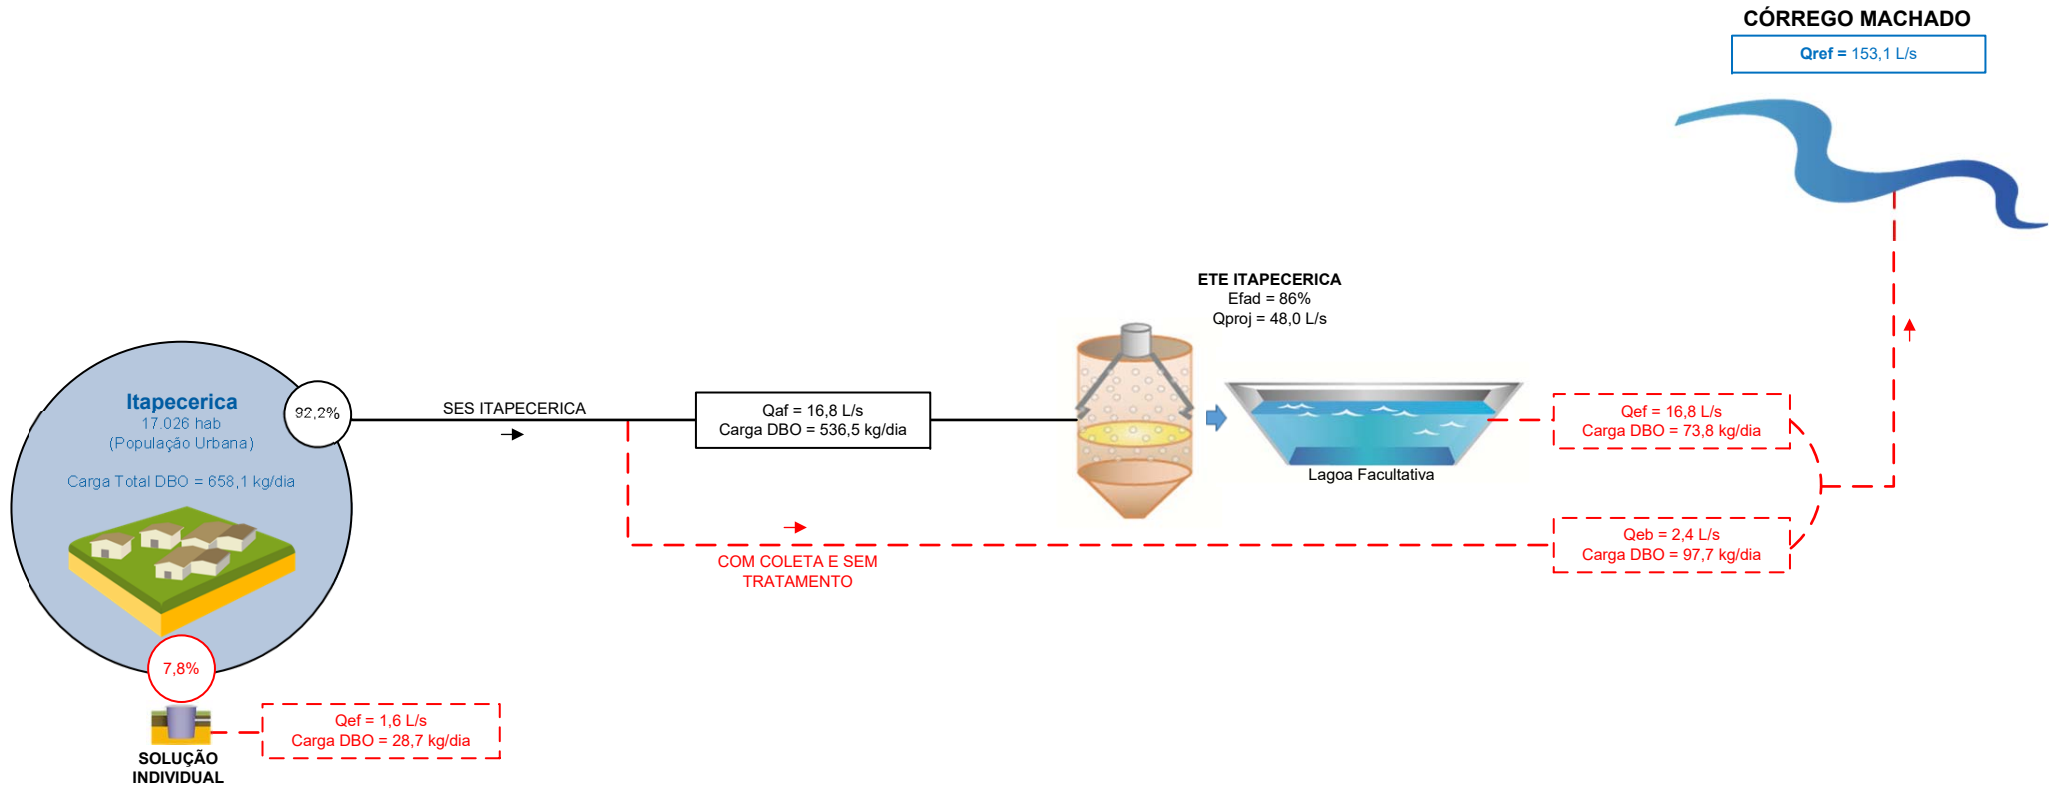 CÓRREGO MACHADO
Qref = 153,1 L/s
ETE ITAPECERICA
Efad = 86%
Qproj = 48,0 L/s
Itapecerica
17.026 hab
(População Urbana)
Carga Total DBO = 658,1 kg/dia
92,2%
SES ITAPECERICA
Qaf = 16,8 L/s
Carga DBO = 536,5 kg/dia
Lagoa Facultativa
Qef = 16,8 L/s
Carga DBO = 73,8 kg/dia
COM COLETA E SEM
TRATAMENTO
Qeb = 2,4 L/s
Carga DBO = 97,7 kg/dia
7,8%
SOLUÇÃO
INDIVIDUAL
Qef = 1,6 L/s
Carga DBO = 28,7 kg/dia